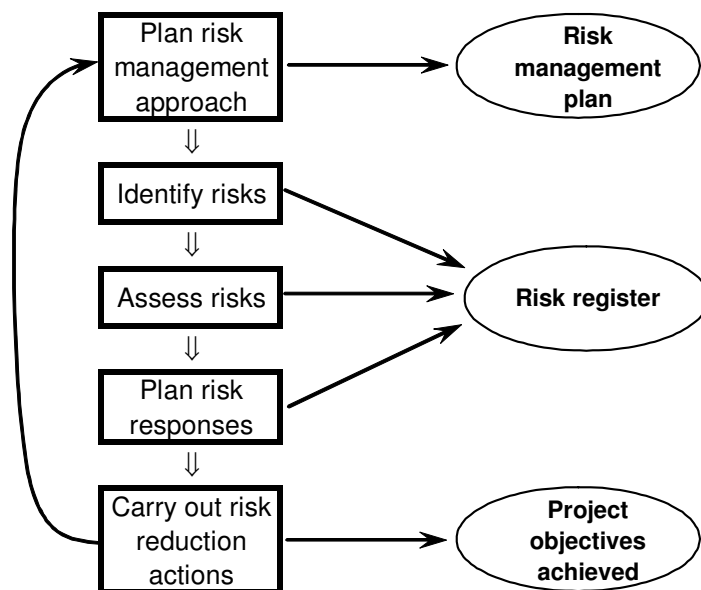 Plan risk
management
approach
Risk
management
plan
⇓
Identify risks
⇓
Assess risks
Risk register
⇓
Plan risk
responses
⇓
Carry out risk
reduction
actions
Project
objectives
achieved